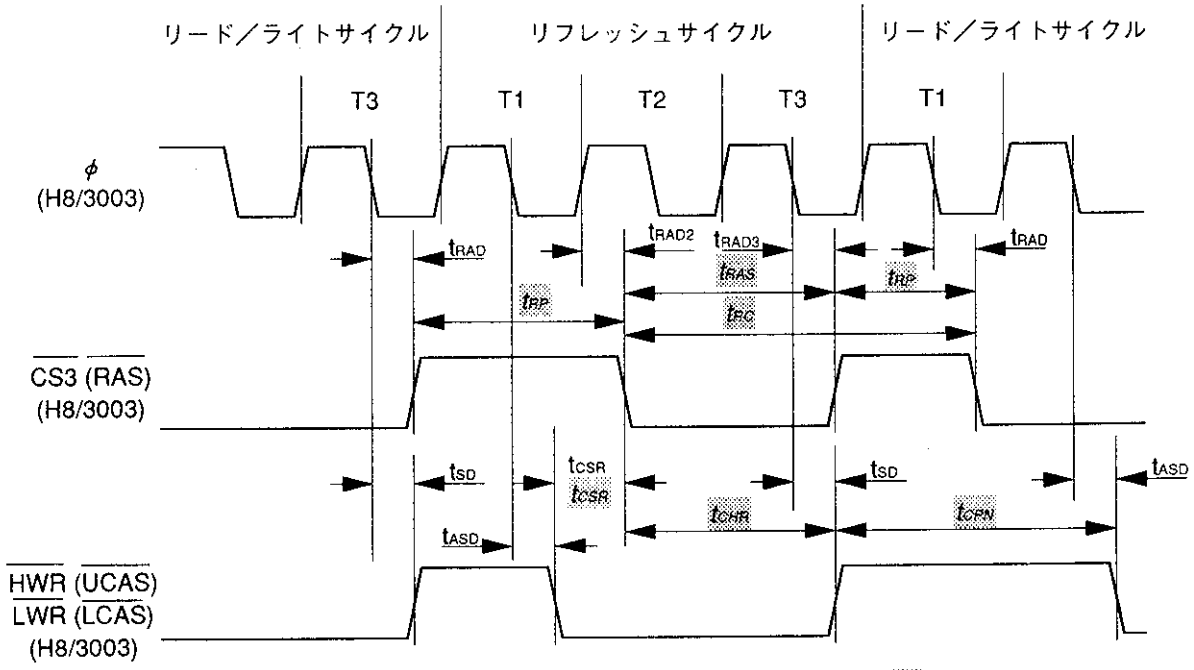 リード／ライトサイクル リフレッシュサイクル リード／ライトサイクル
T3 T1 T2 T3 T1
φ
(H8/3003)
tRAD tRAD2 tRAD3 tRAD
tRAS tRP
tRP tRC
CS3 (RAS)
(H8/3003)
tSD tCSR tSD tASD
tCSR
tCHR tCPN
tASD
HWR (UCAS)
LWR (LCAS)
(H8/3003)